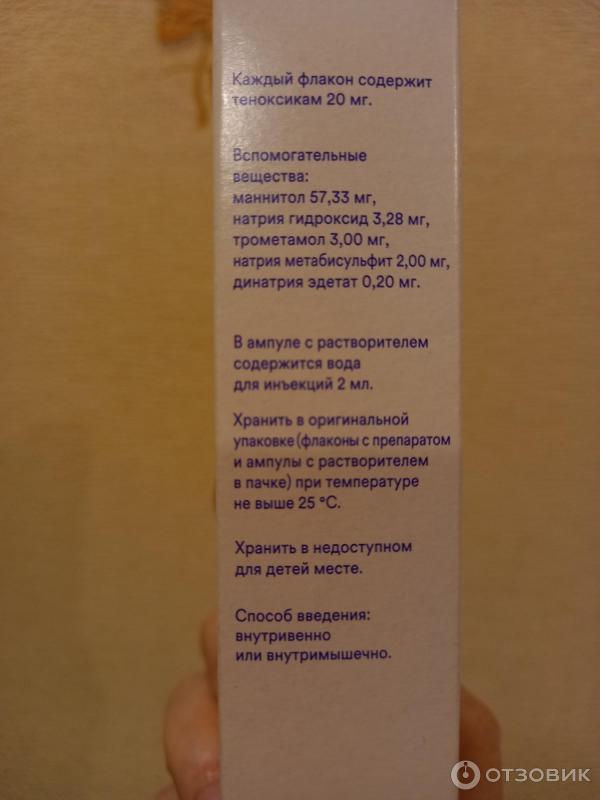 Каждый флакон содержит
теноксикам 20 мг.
Вспомогательные
вещества:
маннитол 57,33 мг,
натрия гидроксид 3,28 мг,
трометамол 3,00 мг,
натрия метабисульфит 2,00 мг,
динатрия эдетат 0,20 мг.
В ампуле с растворителем
содержится вода
для инъекций 2 мл.
Хранить в оригинальной
упаковке (флаконы с препаратом
и ампулы с растворителем
в пачке) при температуре
не выше 25 °C.
Хранить в недоступном
для детей месте.
Способ введения:
внутривенно
или внутримышечно.
ОТЗОВИК